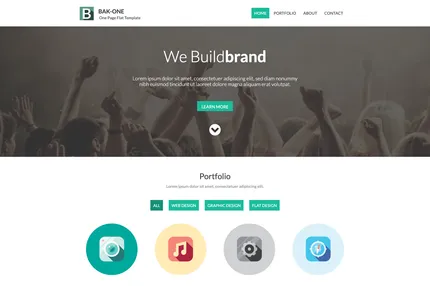 B
BAK-ONE
One Page Flat Template
HOME PORTFOLIO ABOUT CONTACT
We Buildbrand
Lorem ipsum dolor sit amet, consectetuer adipiscing elit, sed diam nonummy
nibh euismod tincidunt ut laoreet dolore magna aliquam erat volutpat.
LEARN MORE
Portfolio
Lorem ipsum dolor sit amet, consectetuer adipiscing elit,
ALL WEB DESIGN GRAPHIC DESIGN FLAT DESIGN